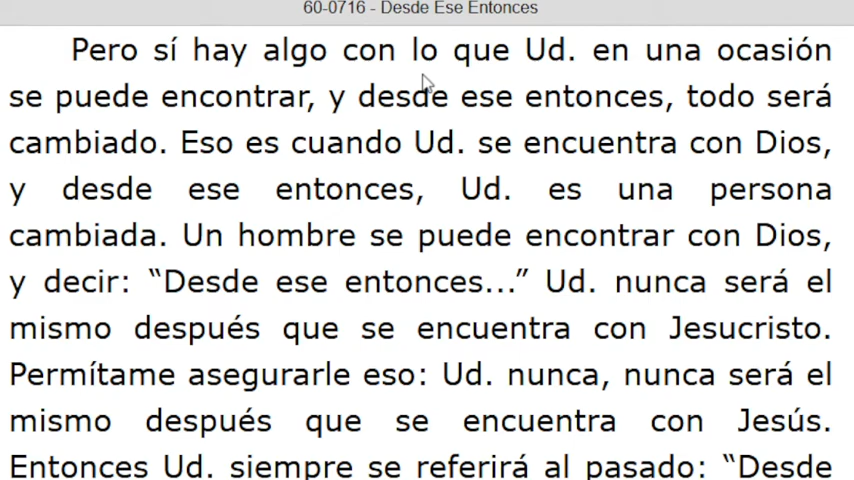 60-0716 - Desde Ese Entonces
Pero sí hay algo con lo que Ud. en una ocasión
se puede encontrar, y desde ese entonces, todo será
cambiado. Eso es cuando Ud. se encuentra con Dios,
y desde ese entonces, Ud. es una persona
cambiada. Un hombre se puede encontrar con Dios,
y decir: “Desde ese entonces...” Ud. nunca será el
mismo después que se encuentra con Jesucristo.
Permítame asegurarle eso: Ud. nunca, nunca será el
mismo después que se encuentra con Jesús.
Entonces Ud. siempre se referirá al pasado: “Desde